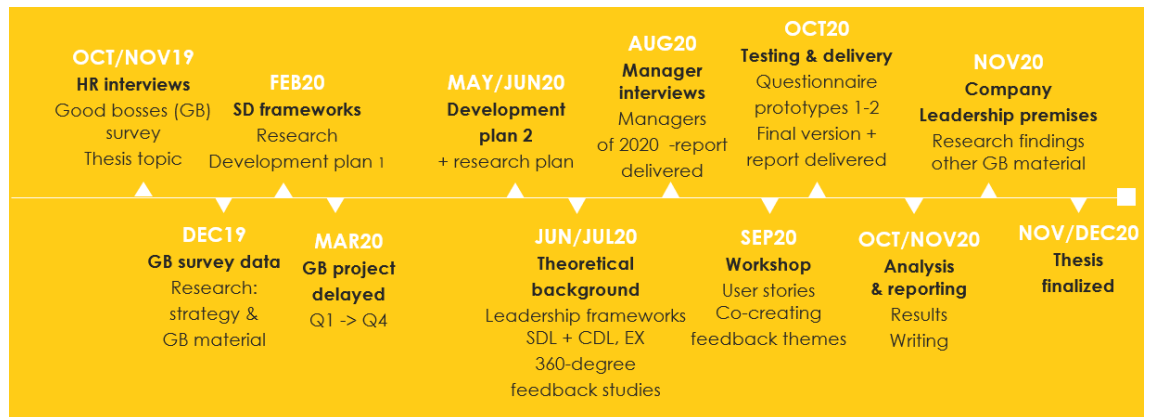 OCT/NOV19
HR interviews
Good bosses (GB)
survey
Thesis topic
FEB20
SD frameworks
Research
Development plan 1
MAY/JUN20
Development
plan 2
+ research plan
AUG20
Manager
interviews
Managers
of 2020 -report
delivered
OCT20
Testing & delivery
Questionnaire
prototypes 1-2
Final version +
report delivered
NOV20
Company
Leadership premises
Research findings
other GB material
DEC19
GB survey data
Research:
strategy &
GB material
MAR20
GB project
delayed
Q1 -> Q4
JUN/JUL20
Theoretical
background
Leadership frameworks
SDL + CDL, EX
360-degree
feedback studies
SEP20
Workshop
User stories
Co-creating
feedback themes
OCT/NOV20
Analysis
& reporting
Results
Writing
NOV/DEC20
Thesis
finalized